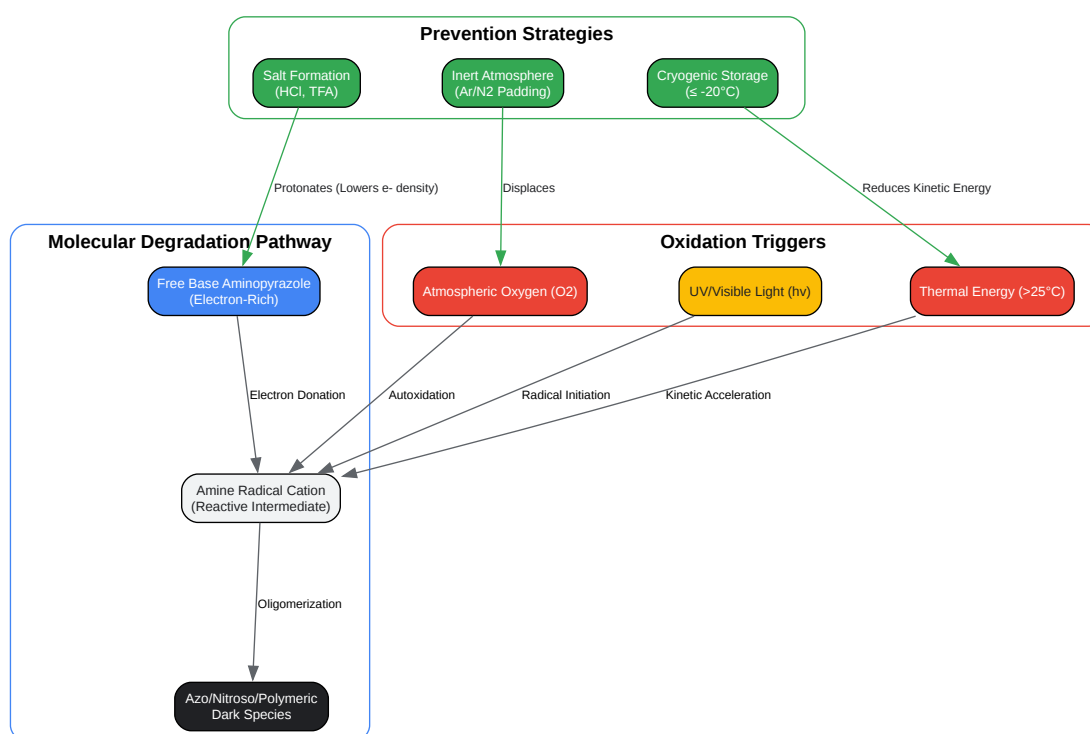 Prevention Strategies
Salt Formation
(HCl, TFA)
Inert Atmosphere
(Ar/N2 Padding)
Cryogenic Storage
(≤ -20°C)
Protonates (Lowers e- density)
Displaces
Reduces Kinetic Energy
Molecular Degradation Pathway
Oxidation Triggers
Free Base Aminopyrazole
(Electron-Rich)
Atmospheric Oxygen (O2)
UV/Visible Light (hv)
Thermal Energy (>25°C)
Electron Donation
Autoxidation
Radical Initiation
Kinetic Acceleration
Amine Radical Cation
(Reactive Intermediate)
Oligomerization
Azo/Nitroso/Polymeric
Dark Species